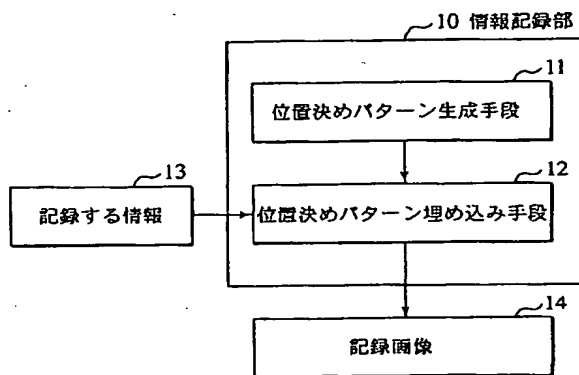 10 情報記録部
11
位置決めパターン生成手段
12
位置決めパターン埋め込み手段
13
記録する情報
14
記録画像